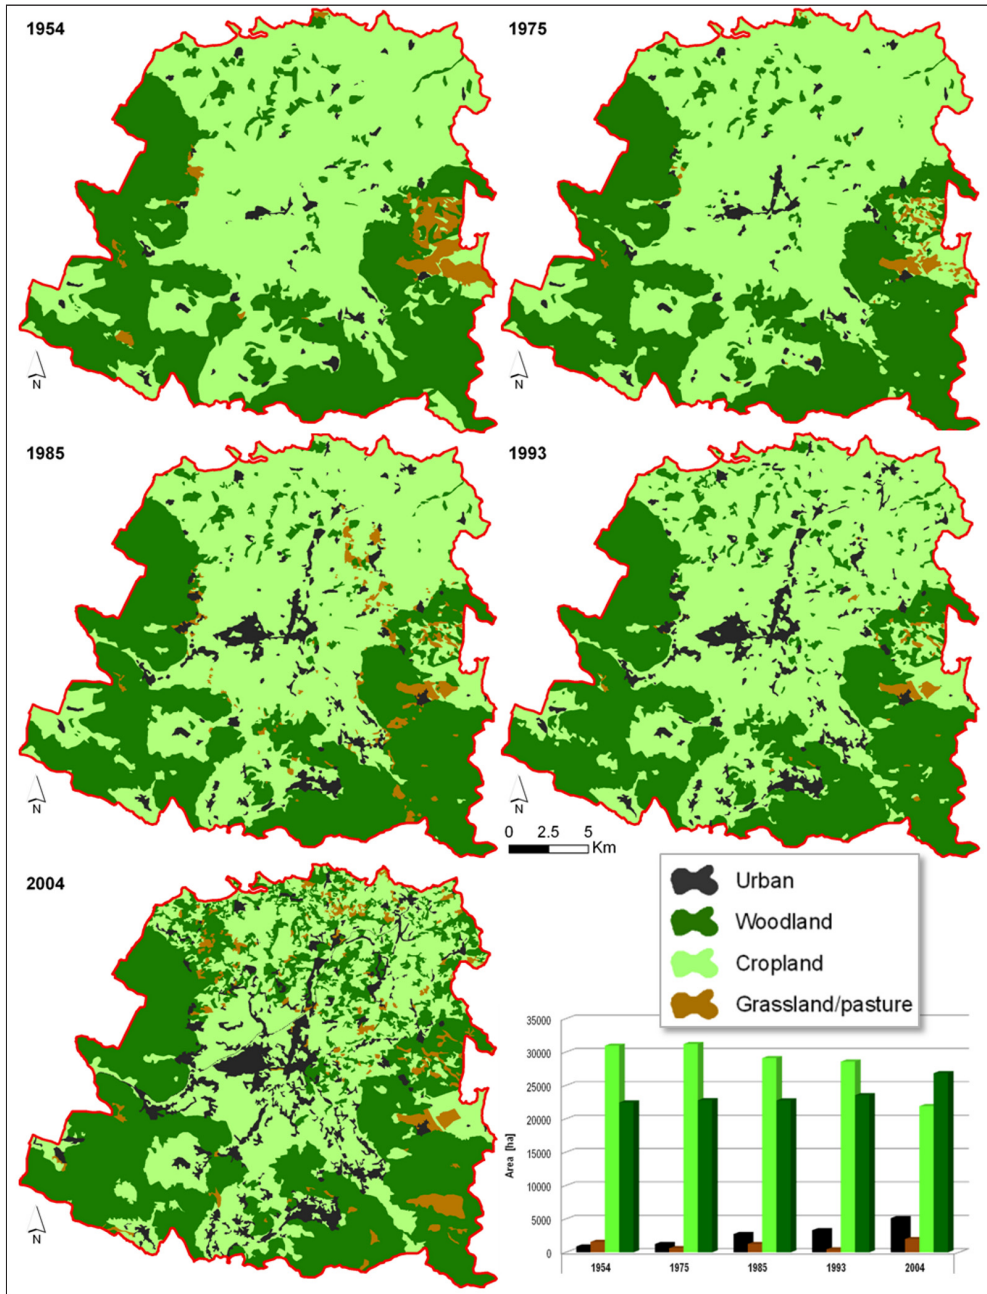 1954
1975
N
N
1985
1993
N
N
0 2.5 5
Km
2004
N
Urban
Woodland
Cropland
Grassland/pasture
35000
30000
25000
20000
15000
10000
5000
0
Area [ha]
1954 1975 1985 1993 2004